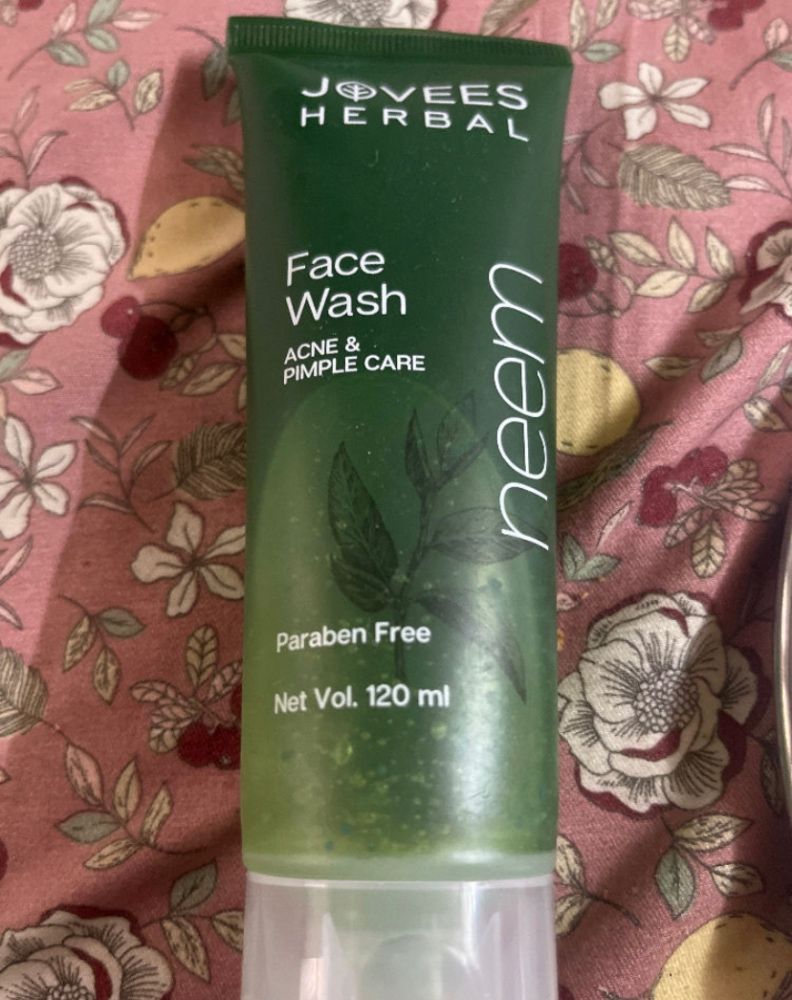 JOVEES
HERBAL
Face
Wash
ACNE &
PIMPLE CARE
neem
Paraben Free
Net Vol. 120 ml